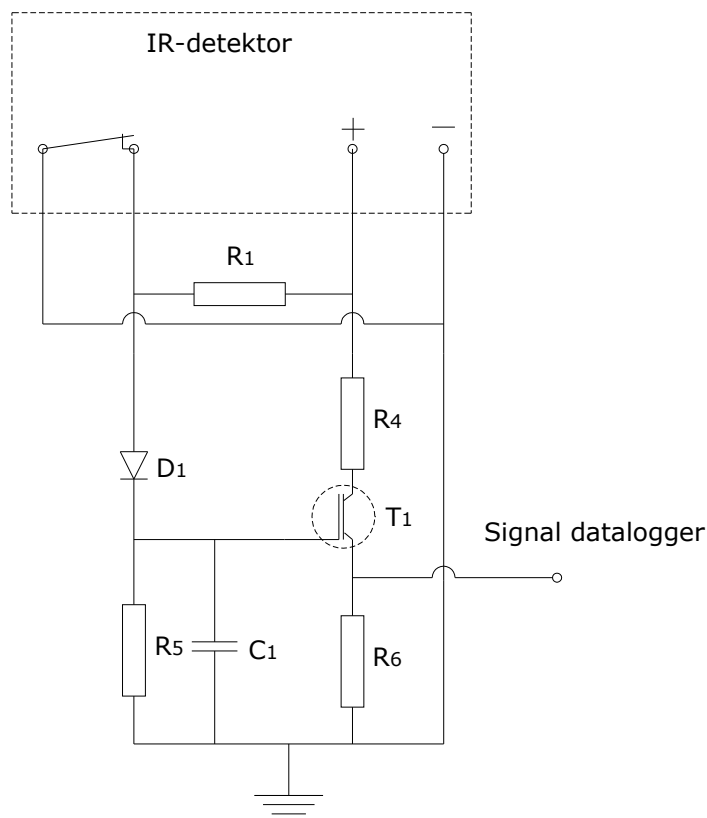 IR-detektor
+ −
R1
R4
D1
T1
Signal datalogger
R5
C1
R6